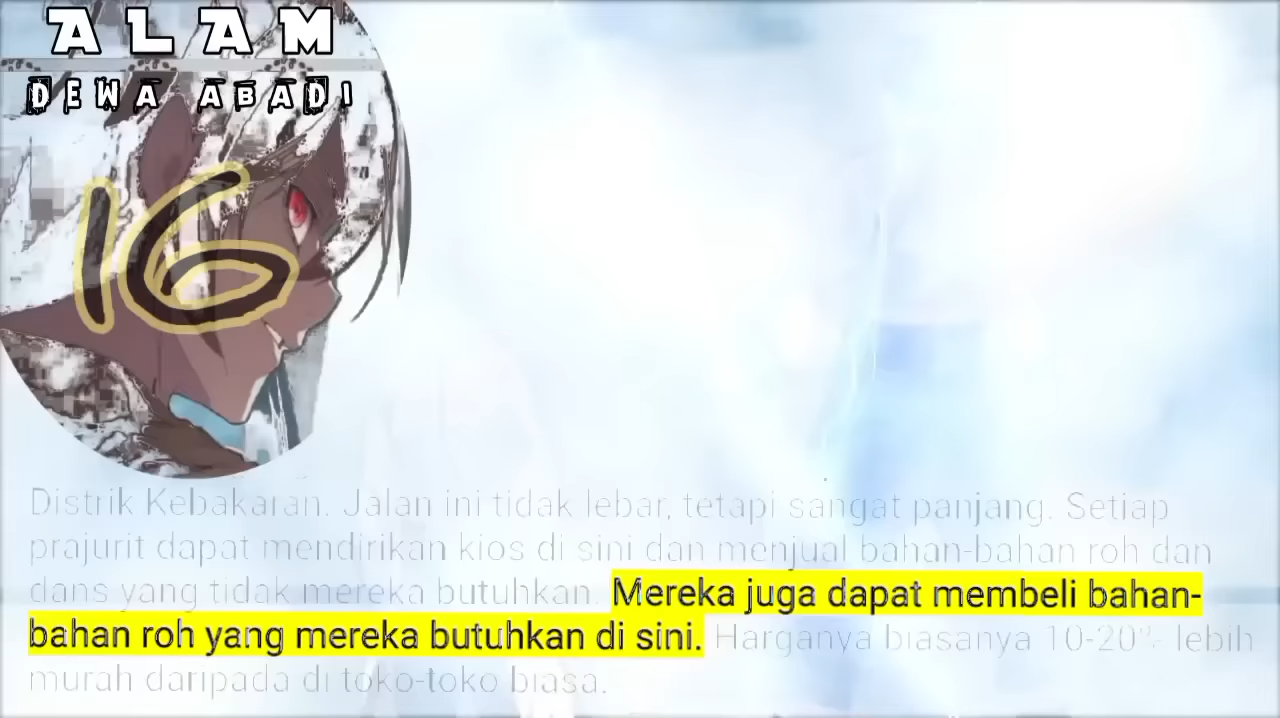 ALAM
DEWA ABADI
16
Distrik Kebakaran. Jalan ini tidak lebar, tetapi sangat panjang. Setiap
prajurit dapat mendirikan kios di sini dan menjual bahan-bahan roh dan
dans yang tidak mereka butuhkan. Mereka juga dapat membeli bahan-
bahan roh yang mereka butuhkan di sini. Harganya biasanya 10-20% lebih
murah daripada di toko-toko biasa.